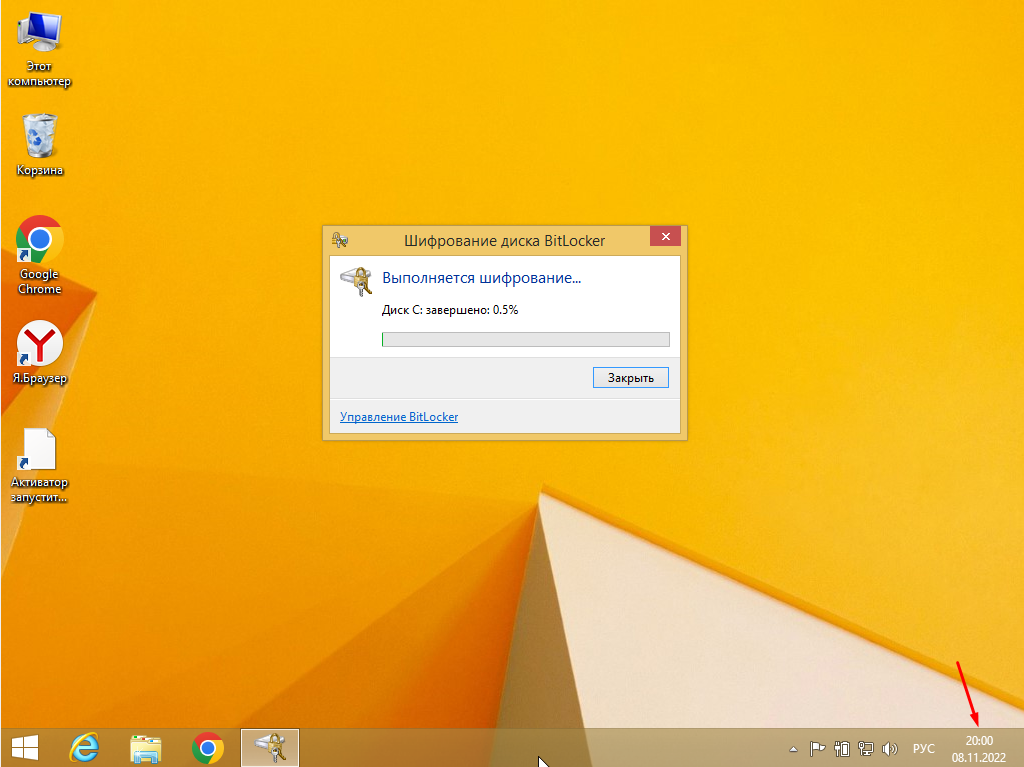 Этот
компьютер
Корзина
Google
Chrome
Я.Браузер
Активатор
запустит...
Шифрование диска BitLocker
Выполняется шифрование...
Диск C: завершено: 0.5%
Закрыть
Управление BitLocker
РУС
20:00
08.11.2022